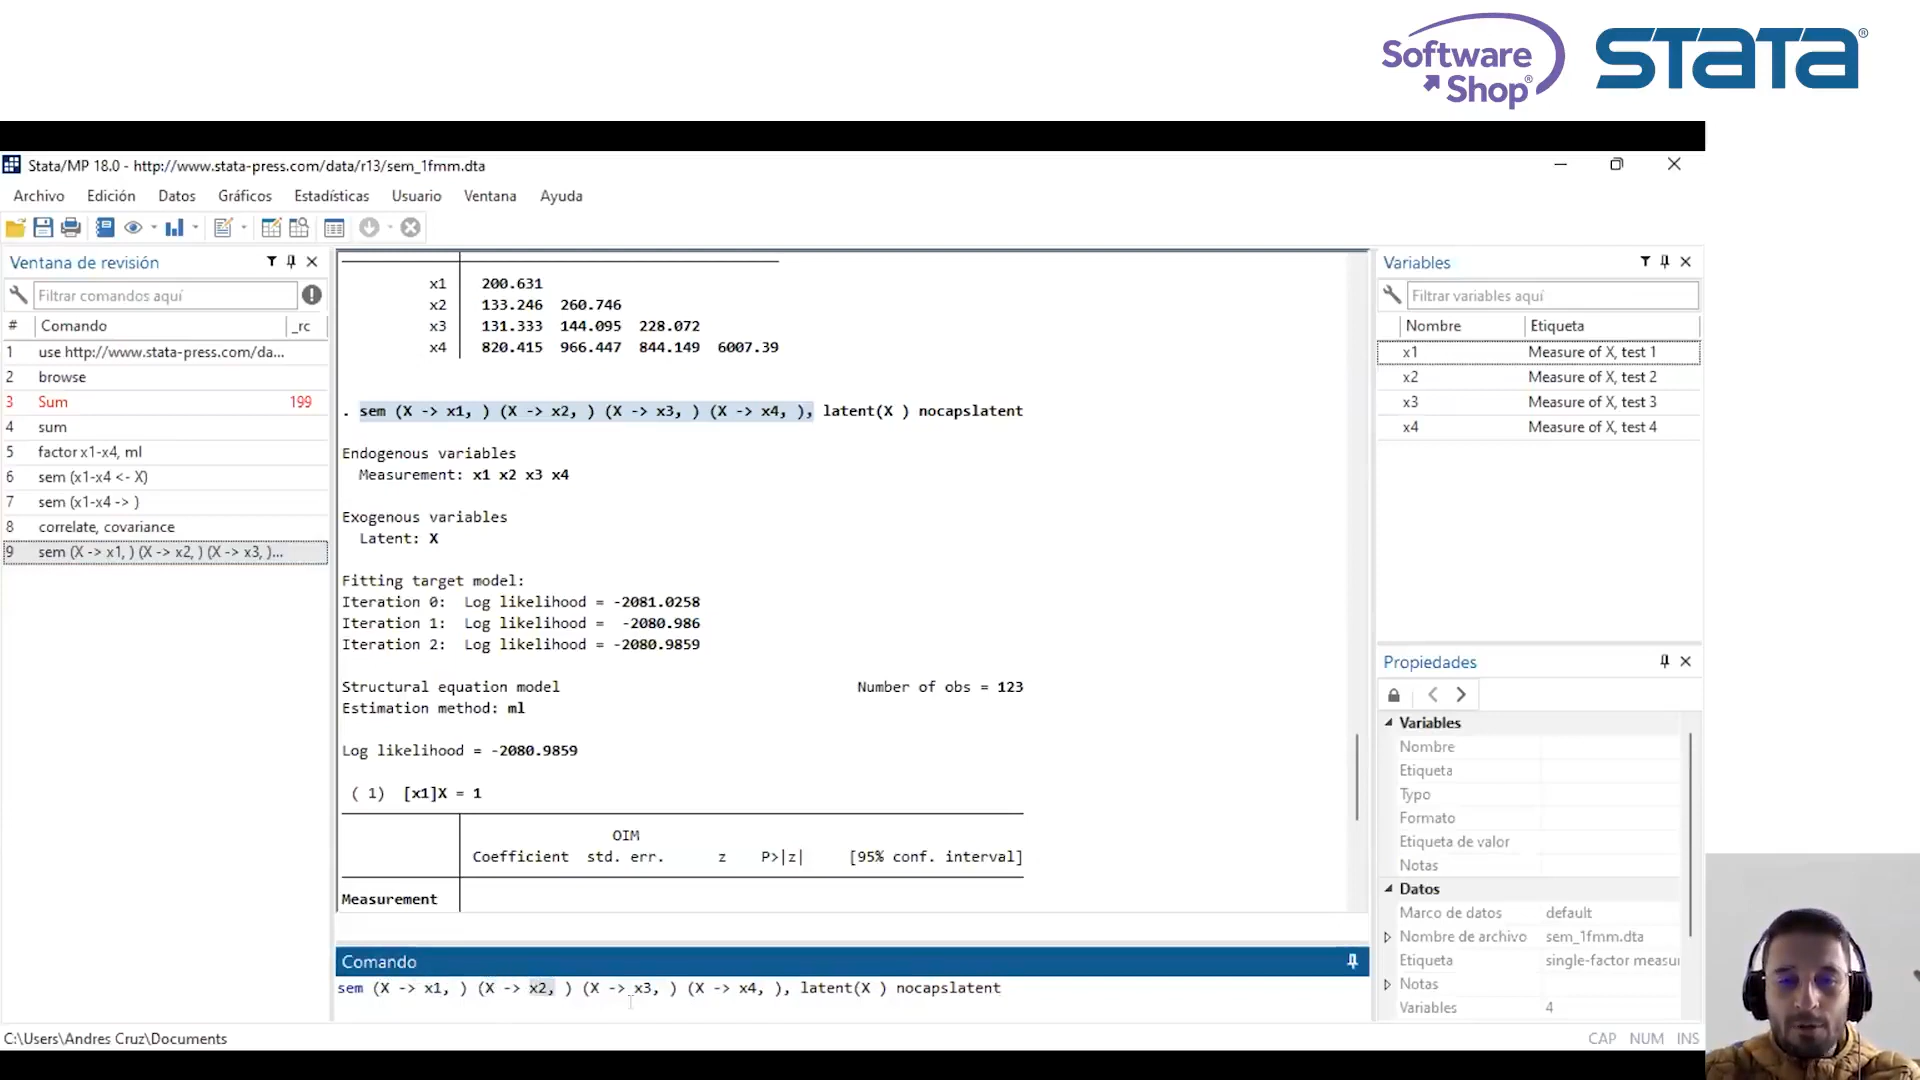 Software
Shop®
STATA®
Stata/MP 18.0 - http://www.stata-press.com/data/r13/sem_1fmm.dta
Archivo Edición Datos Gráficos Estadísticas Usuario Ventana Ayuda
Ventana de revisión
Filtrar comandos aquí
# Comando _rc
1 use http://www.stata-press.com/da...
2 browse
3 Sum 199
4 sum
5 factor x1-x4, ml
6 sem (x1-x4 <- X)
7 sem (x1-x4 -> )
8 correlate, covariance
9 sem (X -> x1, ) (X -> x2, ) (X -> x3, )...
x1 200.631
x2 133.246 260.746
x3 131.333 144.095 228.072
x4 820.415 966.447 844.149 6007.39
. sem (X -> x1, ) (X -> x2, ) (X -> x3, ) (X -> x4, ), latent(X ) nocapslatent
Endogenous variables
Measurement: x1 x2 x3 x4
Exogenous variables
Latent: X
Fitting target model:
Iteration 0: Log likelihood = -2081.0258
Iteration 1: Log likelihood = -2080.986
Iteration 2: Log likelihood = -2080.9859
Structural equation model Number of obs = 123
Estimation method: ml
Log likelihood = -2080.9859
( 1) [x1]X = 1
OIM
Coefficient std. err. z P>|z| [95% conf. interval]
Measurement
Comando
sem (X -> x1, ) (X -> x2, ) (X -> x3, ) (X -> x4, ), latent(X ) nocapslatent
Variables
Filtrar variables aquí
Nombre Etiqueta
x1 Measure of X, test 1
x2 Measure of X, test 2
x3 Measure of X, test 3
x4 Measure of X, test 4
Propiedades
Variables
Nombre
Etiqueta
Typo
Formato
Etiqueta de valor
Notas
Datos
Marco de datos default
Nombre de archivo sem_1fmm.dta
Etiqueta single-factor measur
Notas
Variables 4
C:\Users\Andres Cruz\Documents
CAP NUM INS